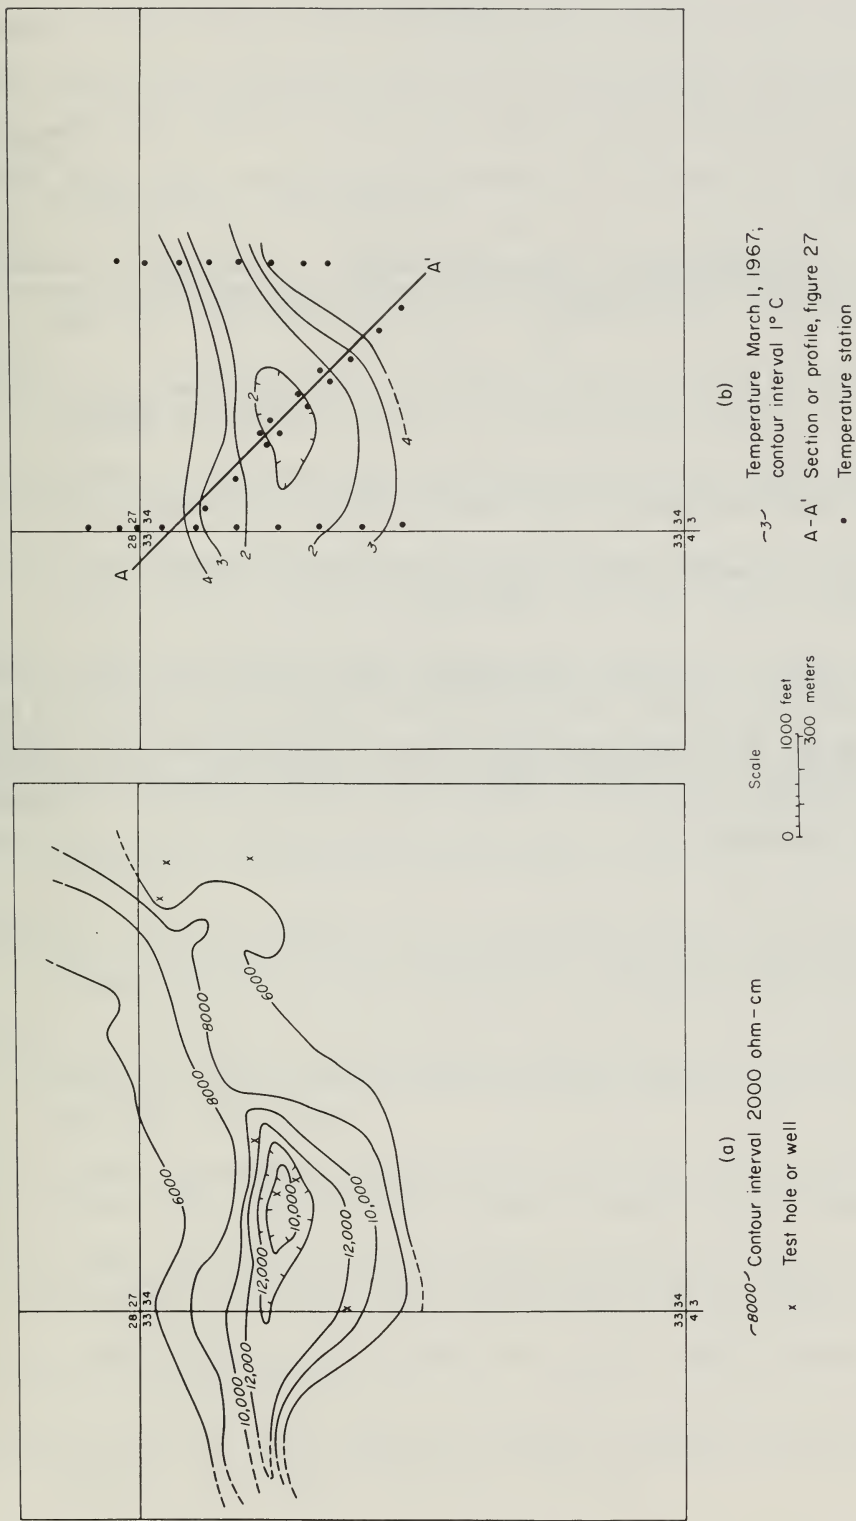 6000
8000
8000
6000
10,000
12,000
12,000
10,000
12,000
10,000
28 27
33 34
33 34
4 3
(a)
8000 Contour interval 2000 ohm-cm
x Test hole or well
A
A'
28 27
33 34
4
3
2
2
2
3
4
33 34
4 3
(b)
3 Temperature March 1, 1967;
contour interval 1° C
A-A' Section or profile, figure 27
• Temperature station
Scale
0 1000 feet
300 meters